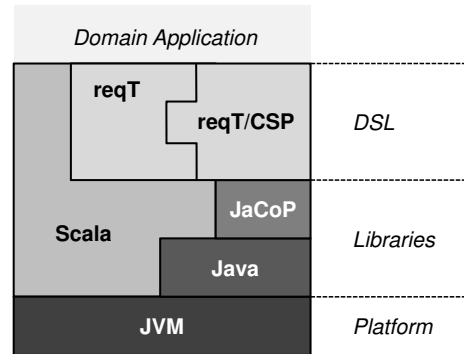 Domain Application
reqT
reqT/CSP
DSL
JaCoP
Scala
Libraries
Java
JVM
Platform